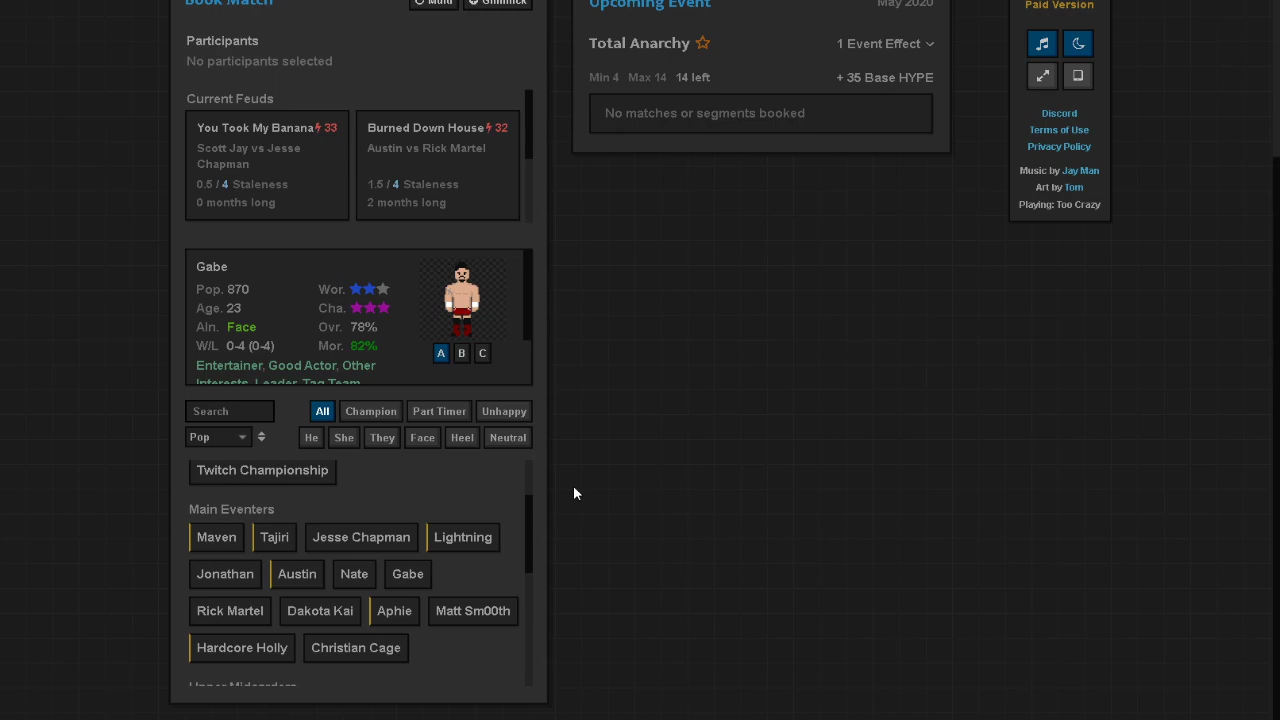 Book Match
Multi
Gimmick
Participants
No participants selected
Current Feuds
You Took My Banana 33
Scott Jay vs Jesse
Chapman
0.5 / 4 Staleness
0 months long
Burned Down House 32
Austin vs Rick Martel
1.5 / 4 Staleness
2 months long
Gabe
Pop. 870
Wor.
Age. 23
Cha.
Aln. Face
Ovr. 78%
W/L 0-4 (0-4)
Mor. 82%
Entertainer, Good Actor, Other
Interests, Leader, Tag Team
A B C
Search
All Champion Part Timer Unhappy
Pop
He She They Face Heel Neutral
Twitch Championship
Main Eventers
Maven Tajiri Jesse Chapman Lightning
Jonathan Austin Nate Gabe
Rick Martel Dakota Kai Aphie Matt Sm00th
Hardcore Holly Christian Cage
Upper Midcarders
Upcoming Event
May 2020
Total Anarchy
1 Event Effect
Min 4 Max 14 14 left
+ 35 Base HYPE
No matches or segments booked
Paid Version
Discord
Terms of Use
Privacy Policy
Music by Jay Man
Art by Tom
Playing: Too Crazy